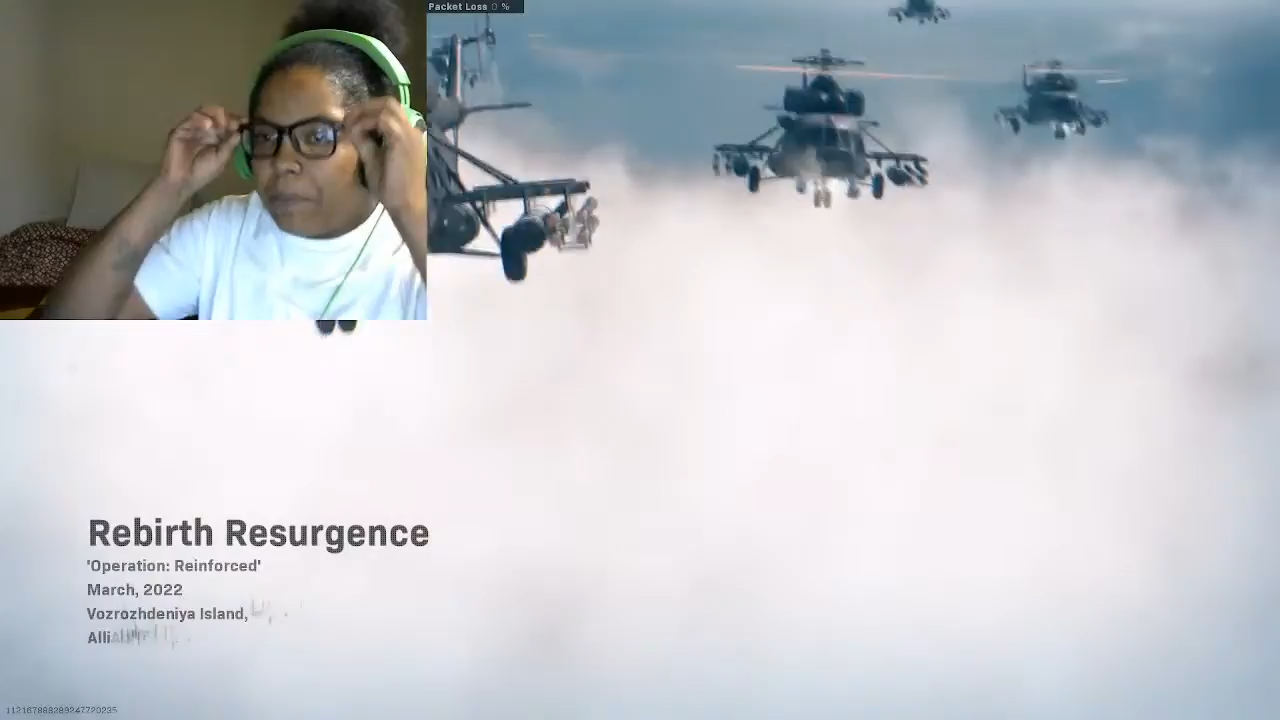 Packet Loss 0 %
Rebirth Resurgence
'Operation: Reinforced'
March, 2022
Vozrozhdeniya Island,